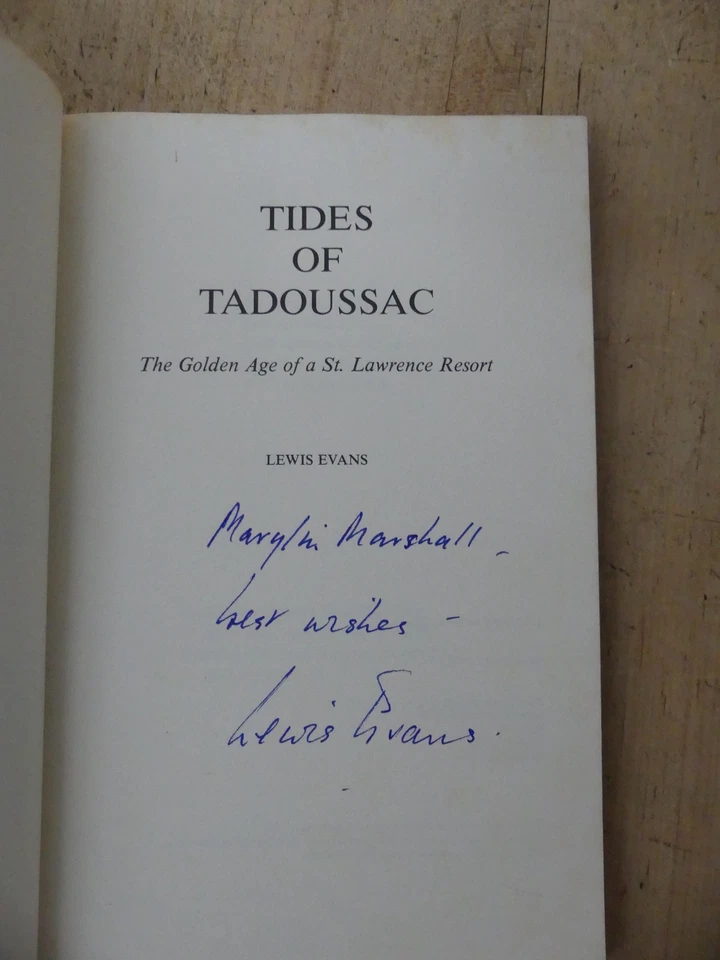 TIDES
OF
TADOUSSAC
The Golden Age of a St. Lawrence Resort
LEWIS EVANS
Marylin Marshall –
best wishes –
Lewis Evans.